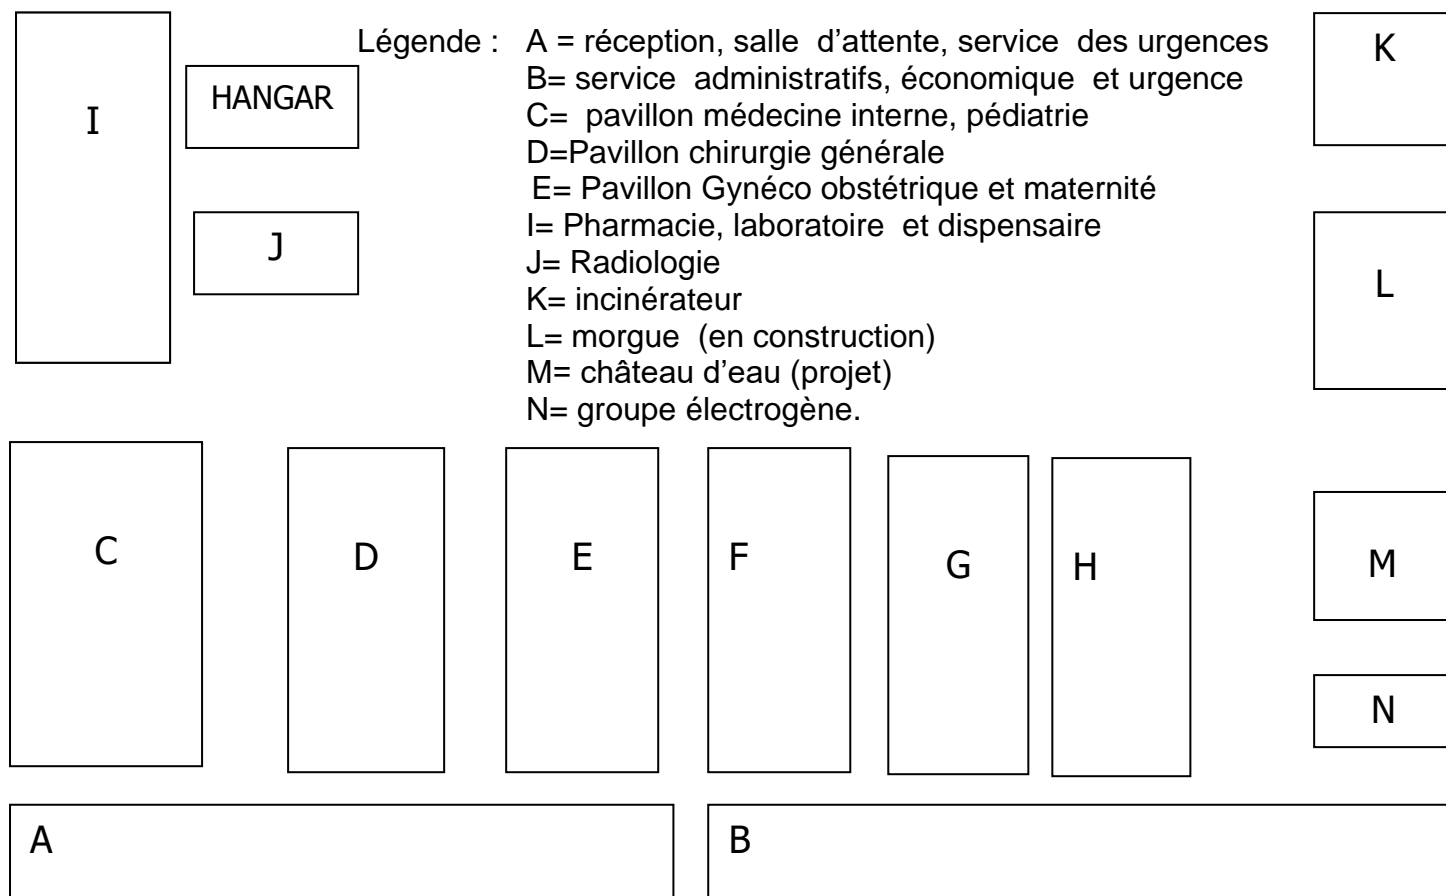 Légende : A = réception, salle d'attente, service des urgences
B= service administratifs, économique et urgence
C= pavillon médecine interne, pédiatrie
D=Pavillon chirurgie générale
E= Pavillon Gynéco obstétrique et maternité
I= Pharmacie, laboratoire et dispensaire
J= Radiologie
K= incinérateur
L= morgue (en construction)
M= château d'eau (projet)
N= groupe électrogène.
I
HANGAR
J
K
L
C
D
E
F
G
H
M
N
A
B